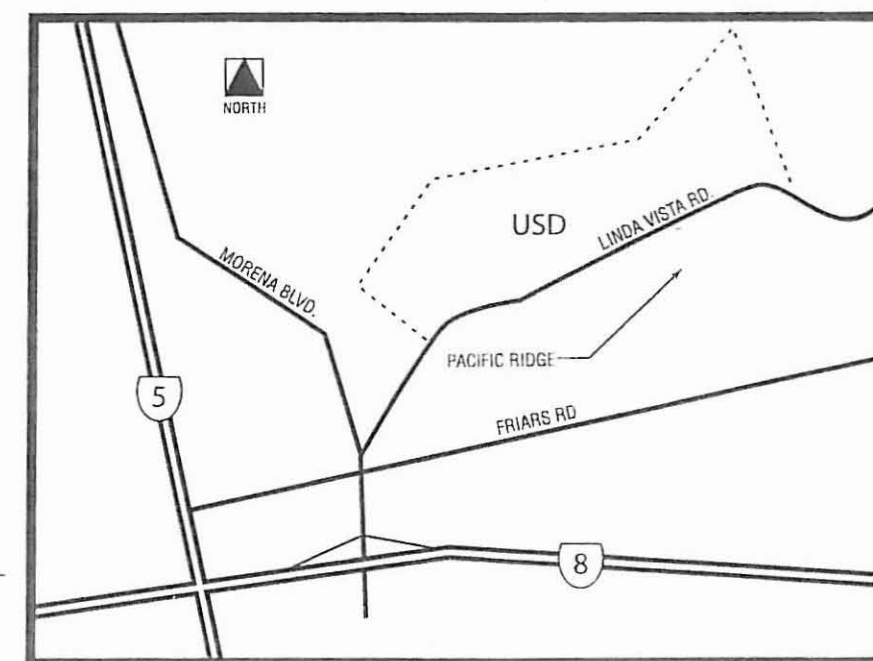 NORTH
USD
LINDA VISTA RD.
MORENA BLVD.
PACIFIC RIDGE
5
FRIARS RD
8